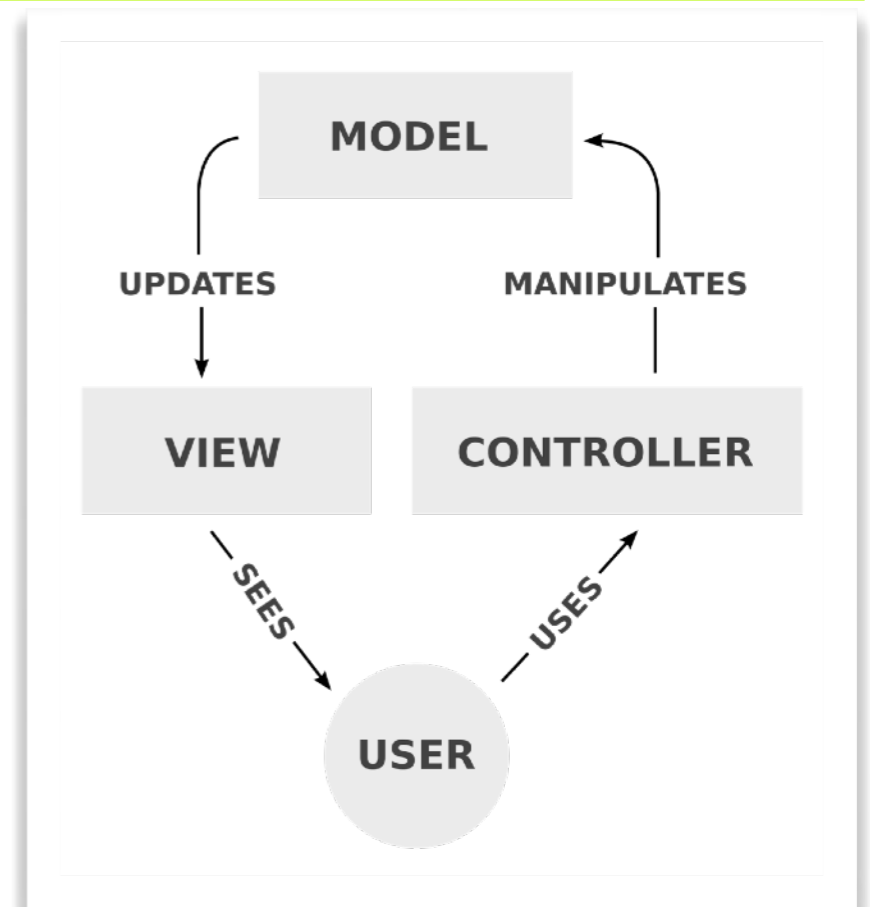 MODEL
UPDATES
MANIPULATES
VIEW
CONTROLLER
SEES
USES
USER